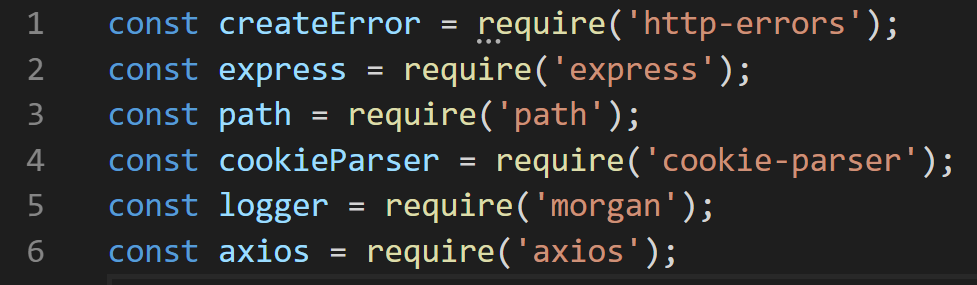 1 const createError = require('http-errors');
2 const express = require('express');
3 const path = require('path');
4 const cookieParser = require('cookie-parser');
5 const logger = require('morgan');
6 const axios = require('axios');